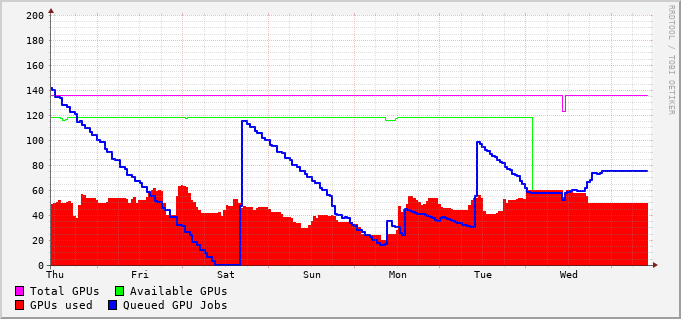 200
180
160
140
120
100
80
60
40
20
0
Thu Fri Sat Sun Mon Tue Wed
Total GPUs Available GPUs
GPUs used Queued GPU Jobs
RRDTOOL / TOBI OETIKER